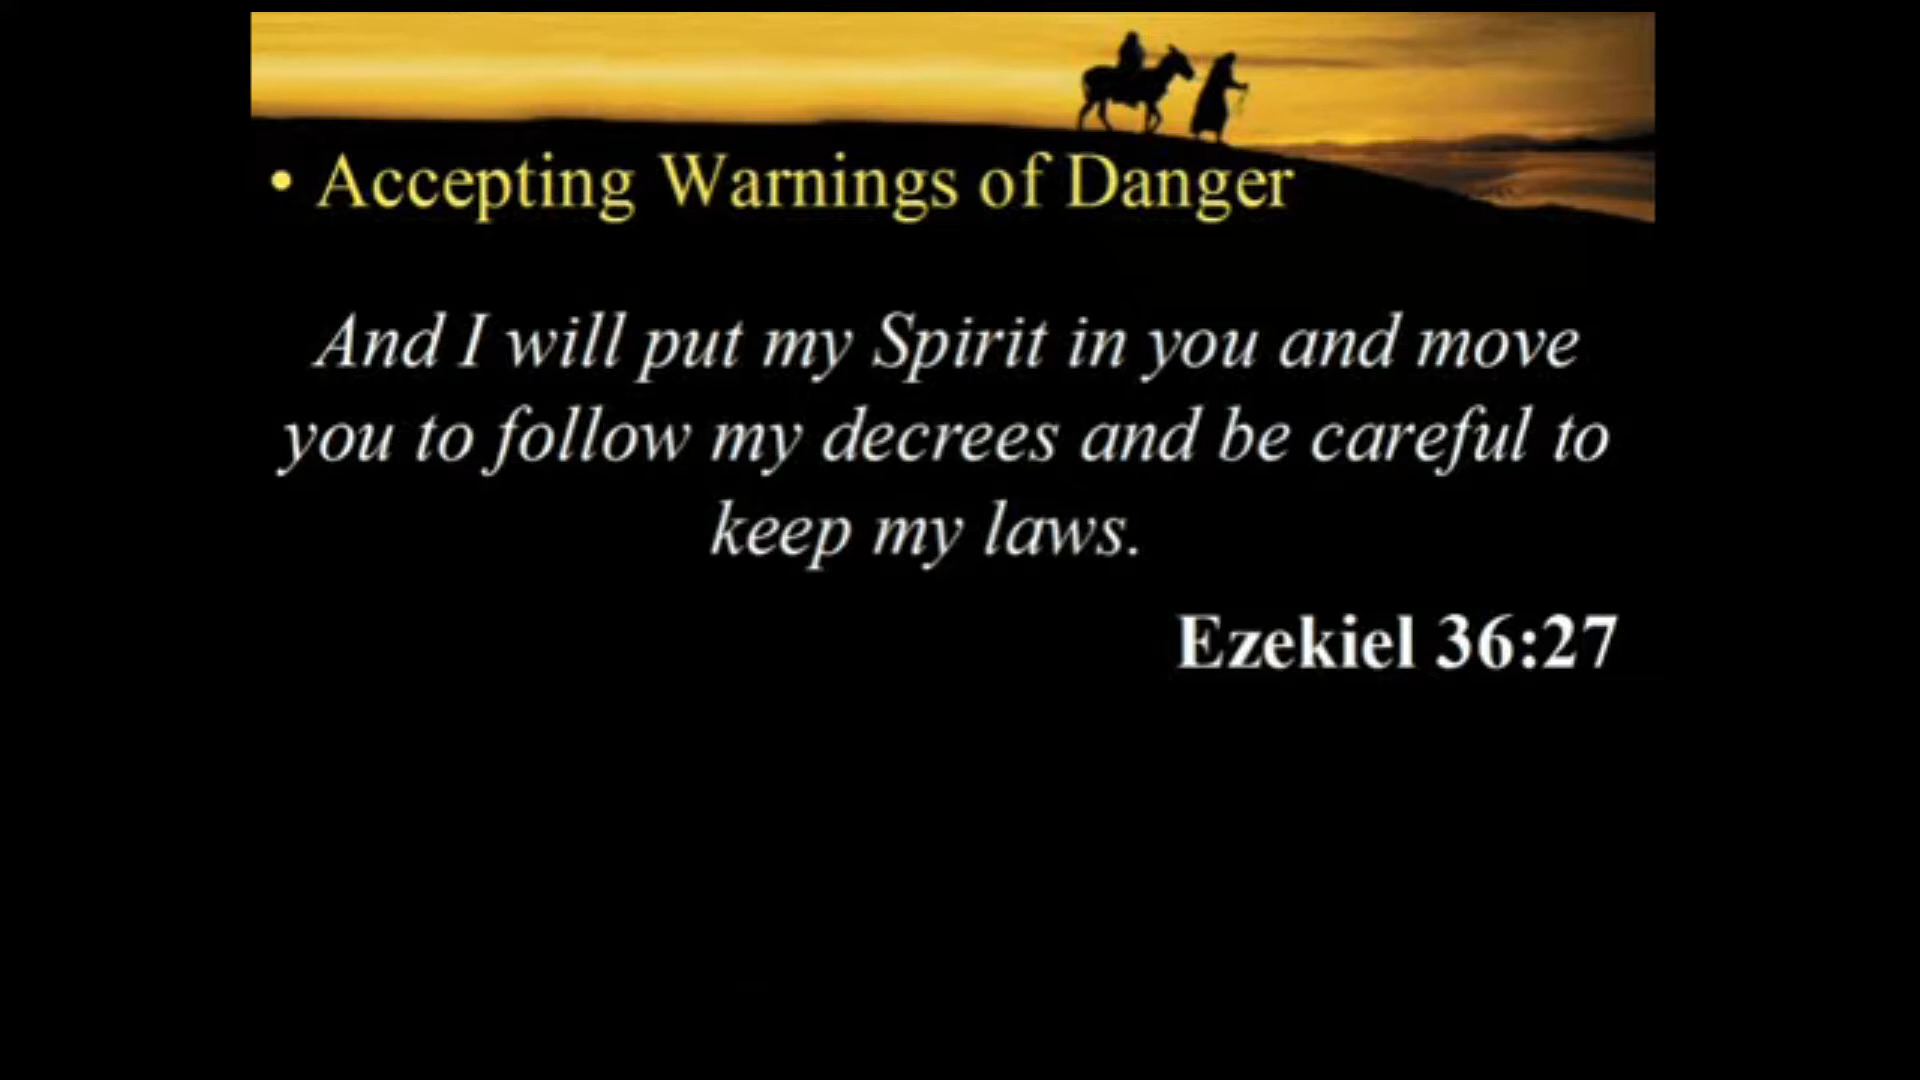 • Accepting Warnings of Danger
And I will put my Spirit in you and move
you to follow my decrees and be careful to
keep my laws.
Ezekiel 36:27